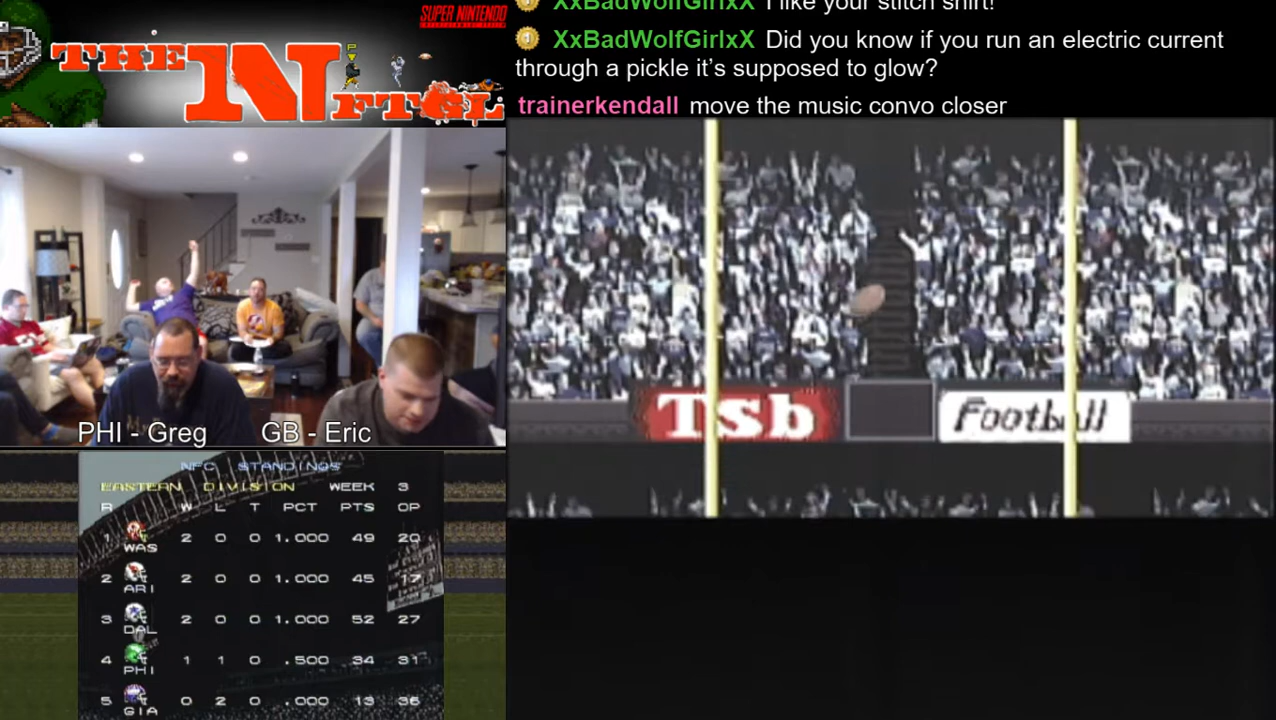 XxBadWolfGirlxX I like your stitch shirt!
XxBadWolfGirlxX Did you know if you run an electric current
through a pickle it's supposed to glow?
trainerkendall move the music convo closer
SUPER NINTENDO
ENTERTAINMENT SYSTEM
THE N FTGL
P
PHI - Greg GB - Eric
TSb Football
NFC STANDINGS
EASTERN DIVISION WEEK 3
R W L T PCT PTS OP
1 WAS 2 0 0 1.000 49 20
2 ARI 2 0 0 1.000 45 17
3 DAL 2 0 0 1.000 52 27
4 PHI 1 1 0 .500 34 31
5 GIA 0 2 0 .000 13 36